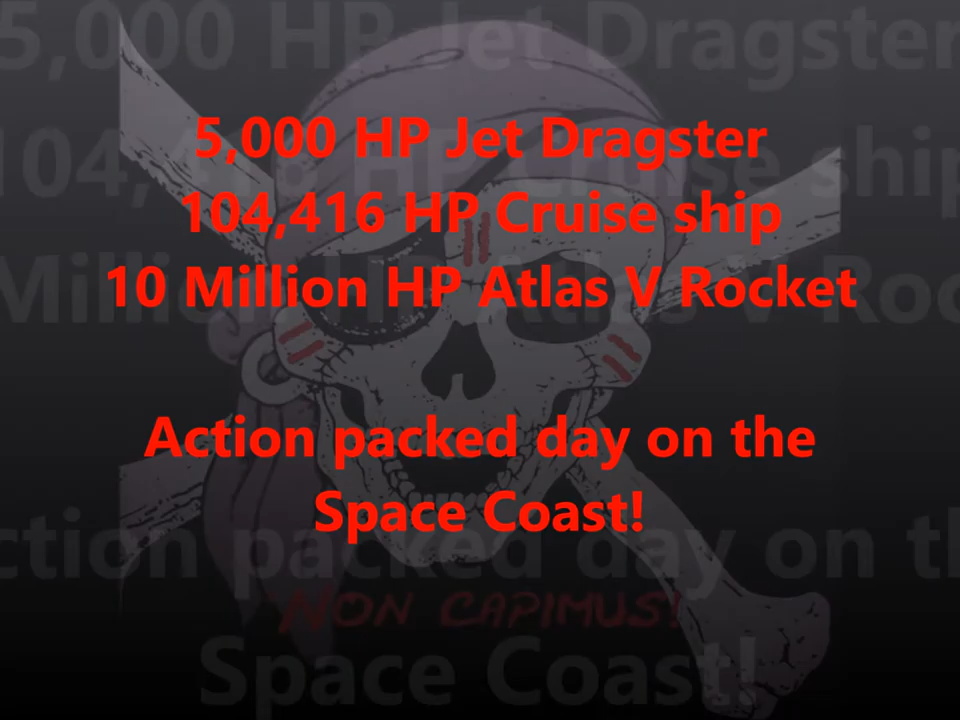 5,000 HP Jet Dragster
104,416 HP Cruise ship
10 Million HP Atlas V Rocket
Action packed day on the
Space Coast!
"NON CAPIMUS!